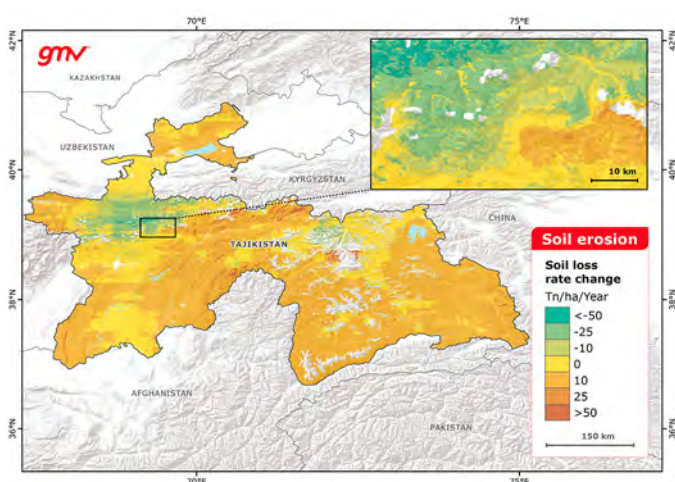 70°E
75°E
42°N
42°N
gmv
KAZAKHSTAN
10 km
UZBEKISTAN
40°N
40°N
KYRGYZSTAN
CHINA
TAJIKISTAN
Soil erosion
Soil loss
rate change
Tn/ha/Year
<-50
-25
-10
0
10
25
>50
150 km
38°N
38°N
AFGHANISTAN
PAKISTAN
36°N
36°N
70°E
75°E